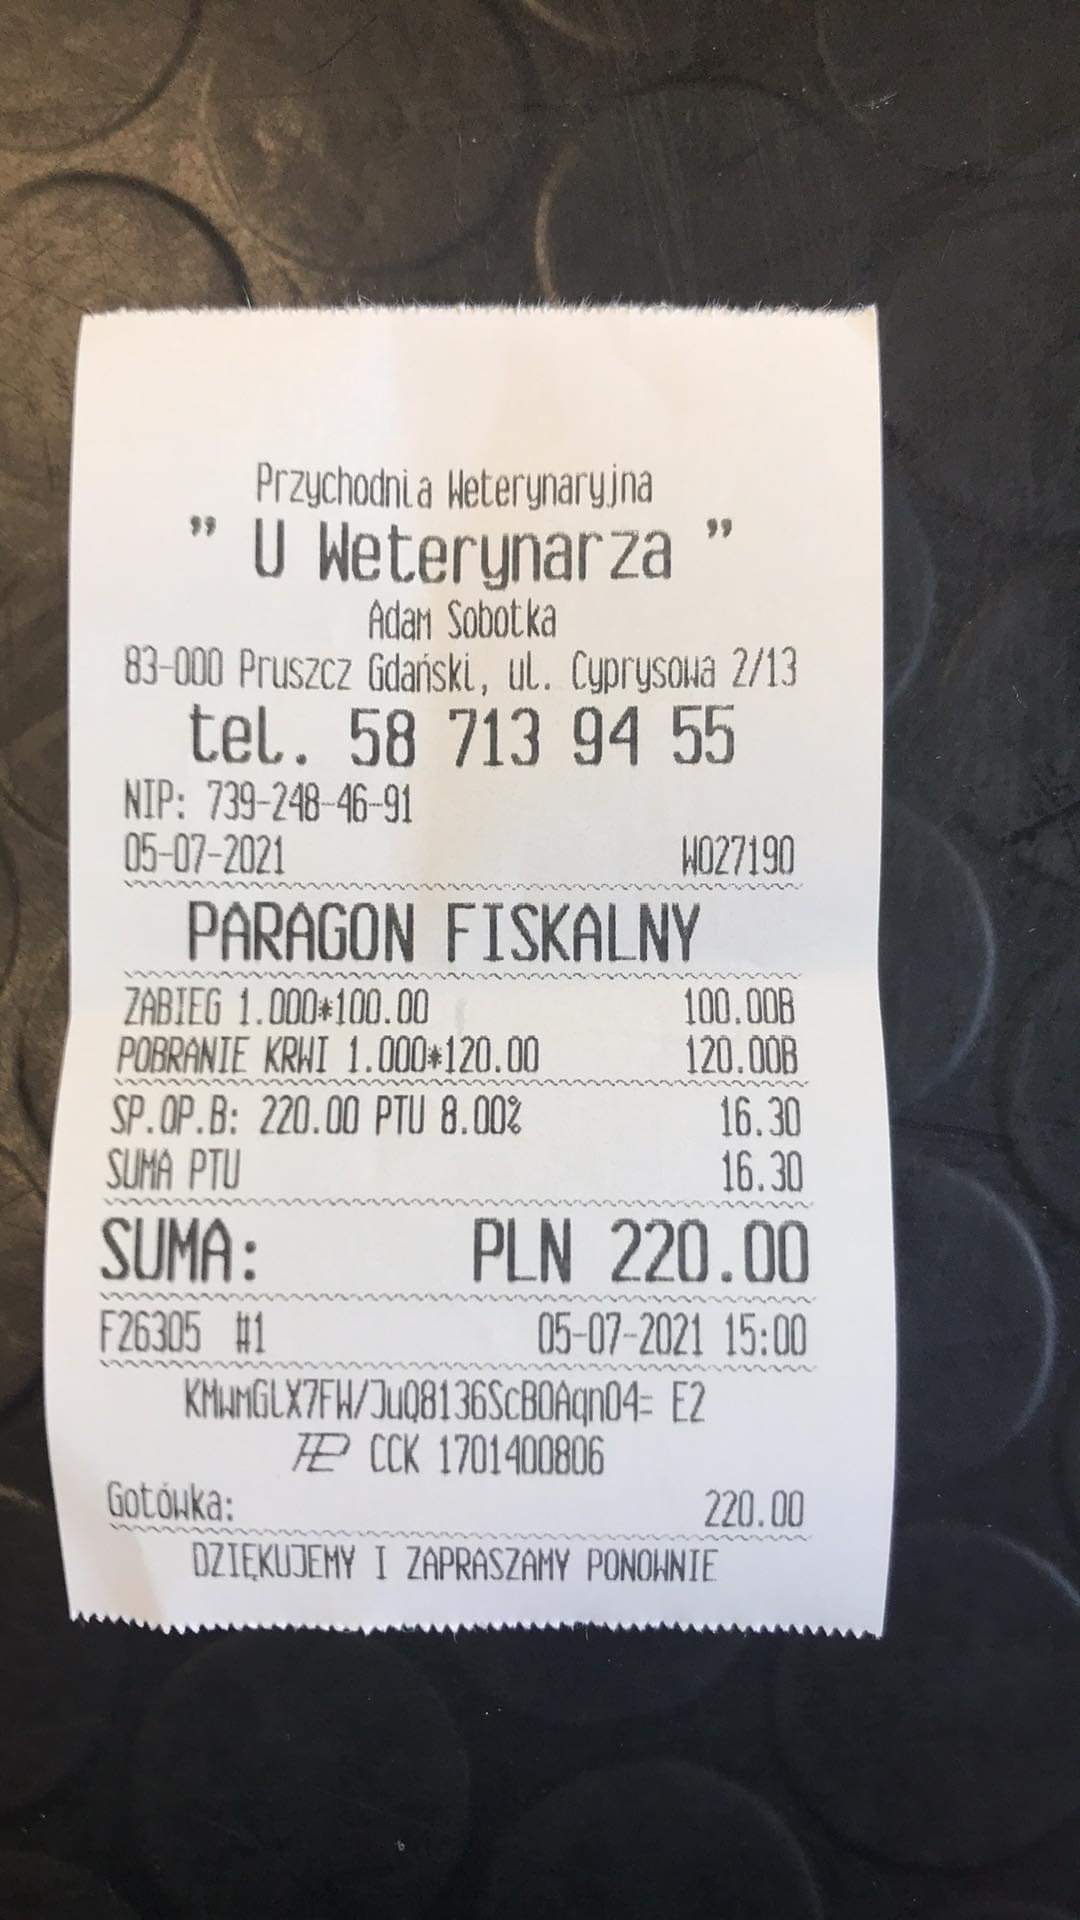 Przychodnia Weterynaryjna
" U Weterynarza "
Adam Sobotka
83-000 Pruszcz Gdański, ul. Cyprysowa 2/13
tel. 58 713 94 55
NIP: 739-248-46-91
05-07-2021 W027190
PARAGON FISKALNY
ZABIEG 1.000*100.00 100.00B
POBRANIE KRWI 1.000*120.00 120.00B
SP.OP.B: 220.00 PTU 8.00% 16.30
SUMA PTU 16.30
SUMA: PLN 220.00
F26305 #1 05-07-2021 15:00
KMwmGLX7FW/JuQ8136ScBOAqnO4= E2
CCK 1701400806
Gotówka: 220.00
DZIĘKUJEMY I ZAPRASZAMY PONOWNIE